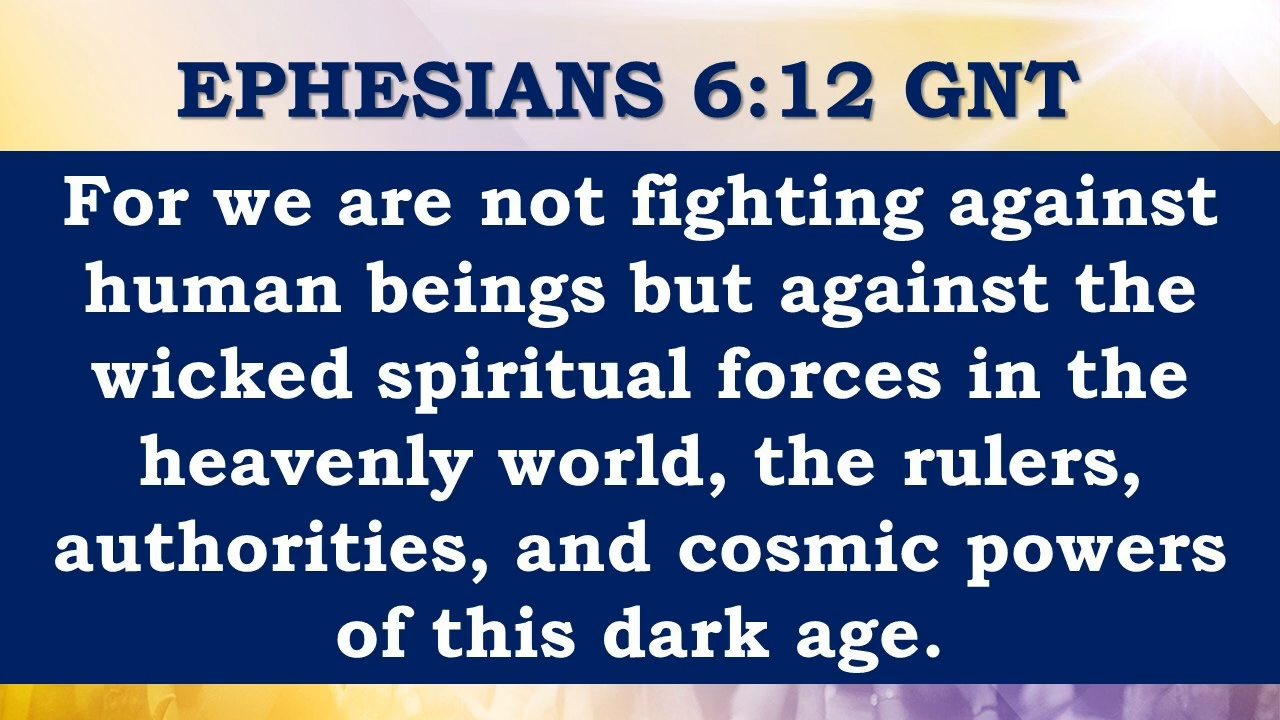 EPHESIANS 6:12 GNT
For we are not fighting against
human beings but against the
wicked spiritual forces in the
heavenly world, the rulers,
authorities, and cosmic powers
of this dark age.